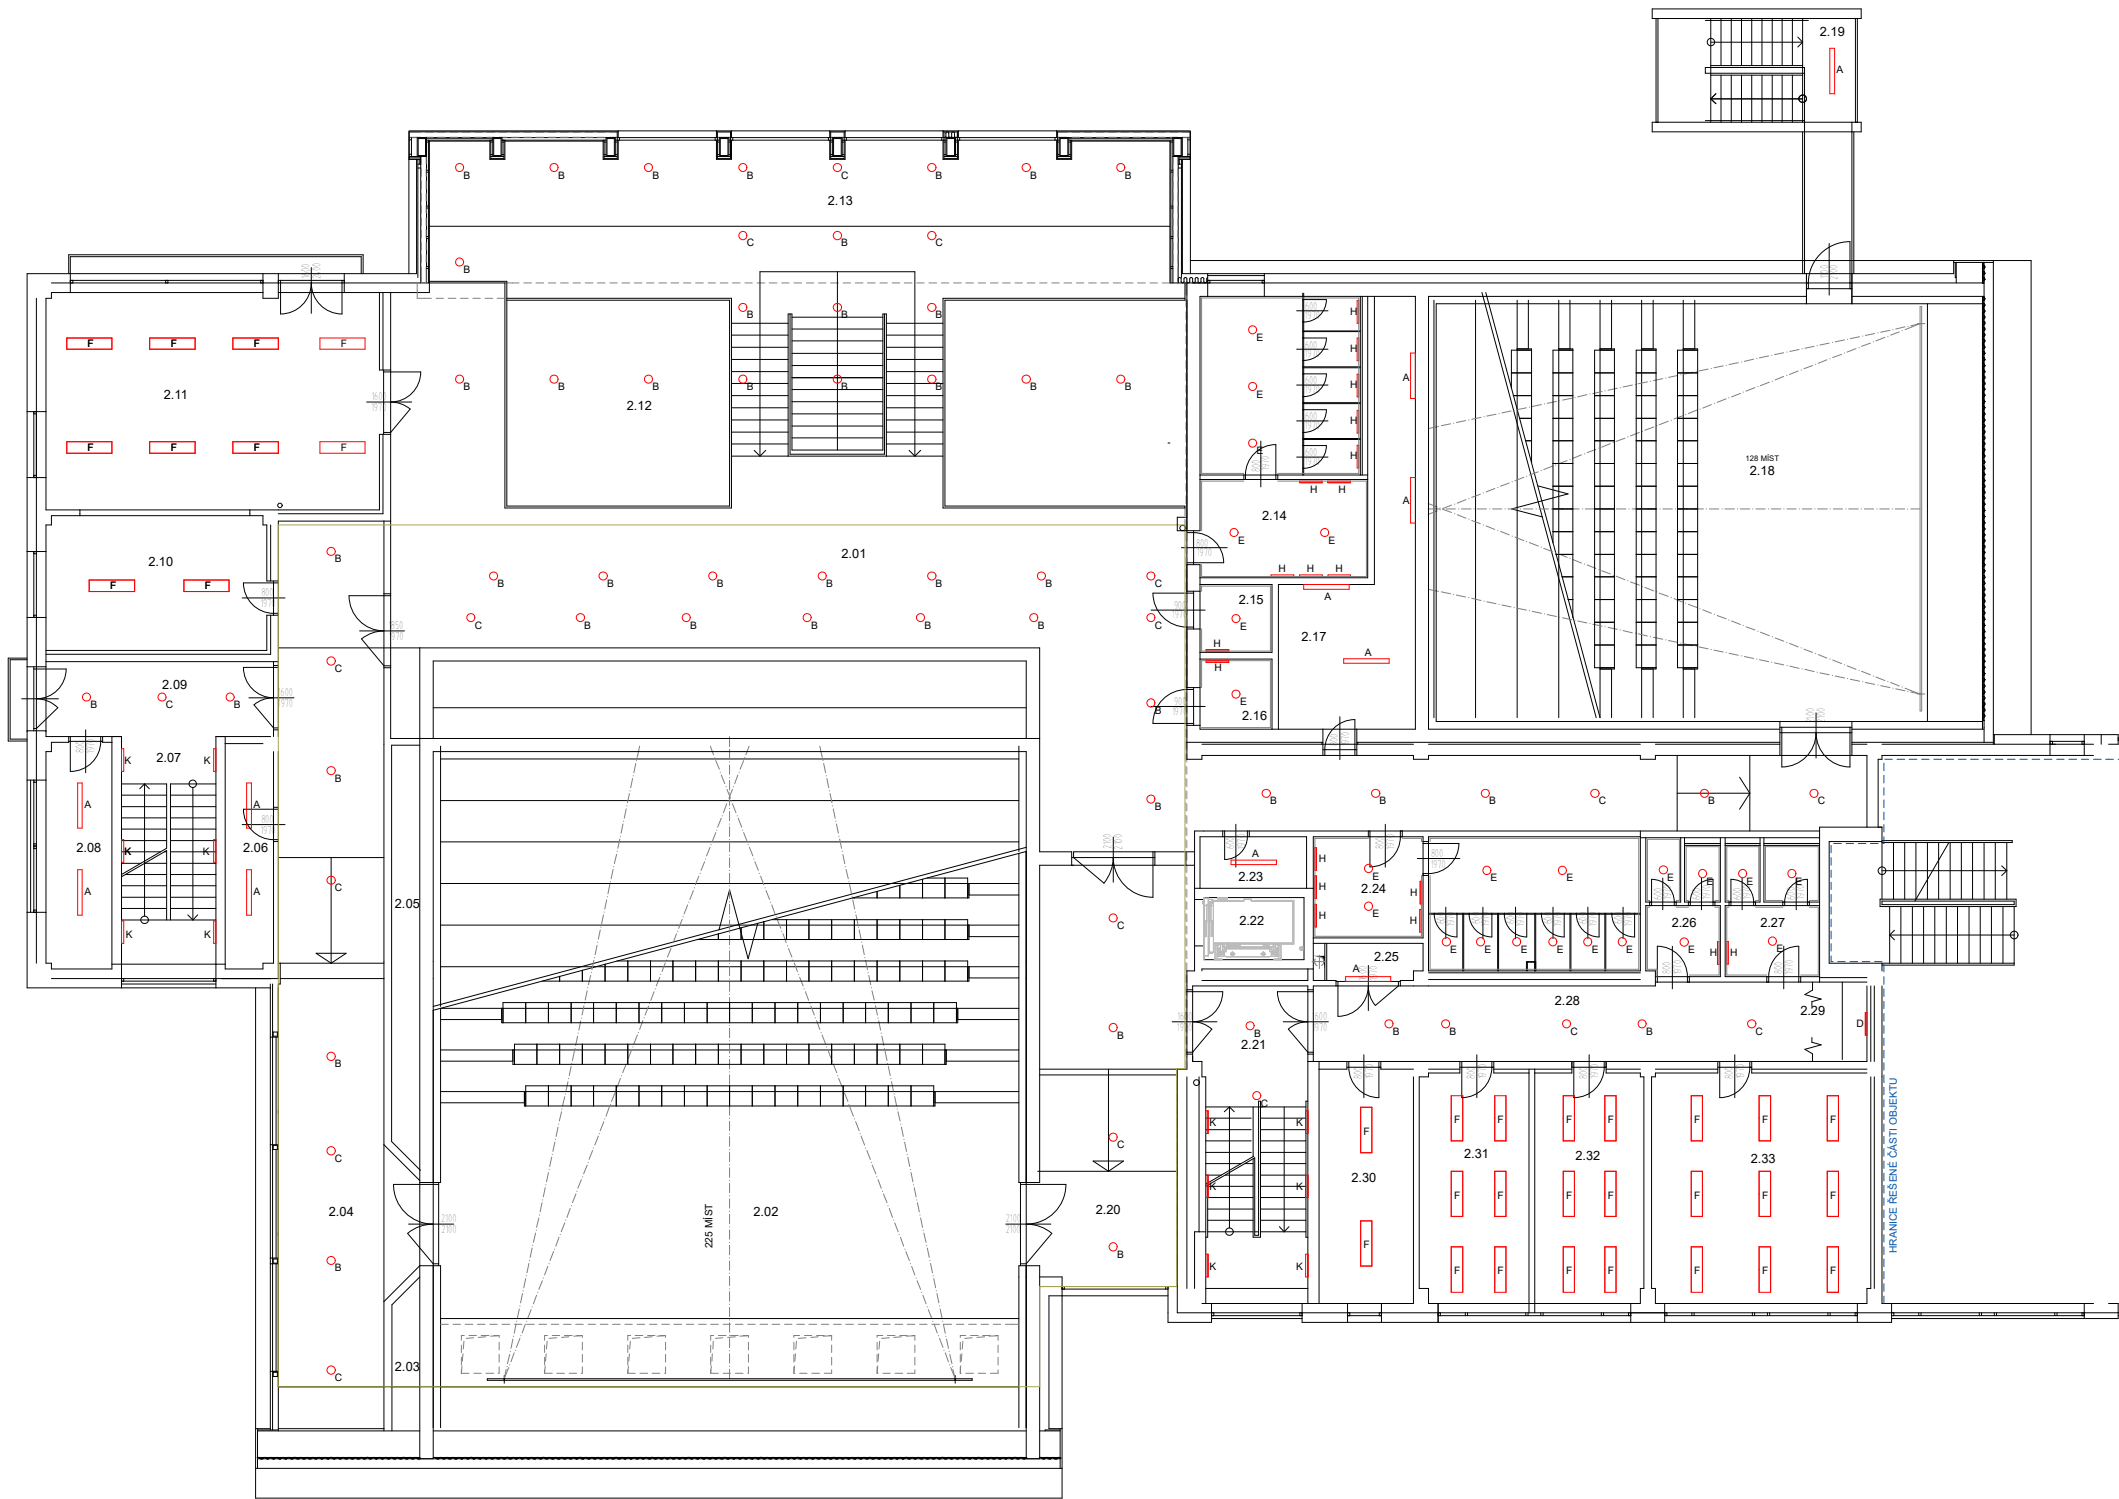 2.19
A
B B B B C B B B
2.13
C B C
B
B B B
F F F F
2.11
B B B B B B B B
2.12
F F F F
E H
H
E H
H
E H
A
A
128 MÍST
2.18
H H
2.14
E E
H H H
A
2.10
F F
B
2.01
B B B B B B C
C B B B B B C
2.15
E
H
H
2.17
A
E
2.16
C
2.09
B C B
B
2.07
K K
B
A A
2.08 K K 2.06
A A
K K
C
2.05
B
B B B C B C
A
2.23
H
H
H
E
2.24
E
H
H
E E
E E E E
2.22
2.26 2.27
E E E E E E E H H E
2.25
A
C
B
2.28
2.29
B
2.21
B B C B C D
B
C
C
K K
K K
K K
F
2.30
F
F F
2.31
F F
F F
F F
2.32
F F
F F
F F F
2.33
F F F
F F F
HRANICE ŘEŠENÉ ČÁSTI OBJEKTU
C
2.04
B
225 MÍST
2.02
2.20
B
C
2.03